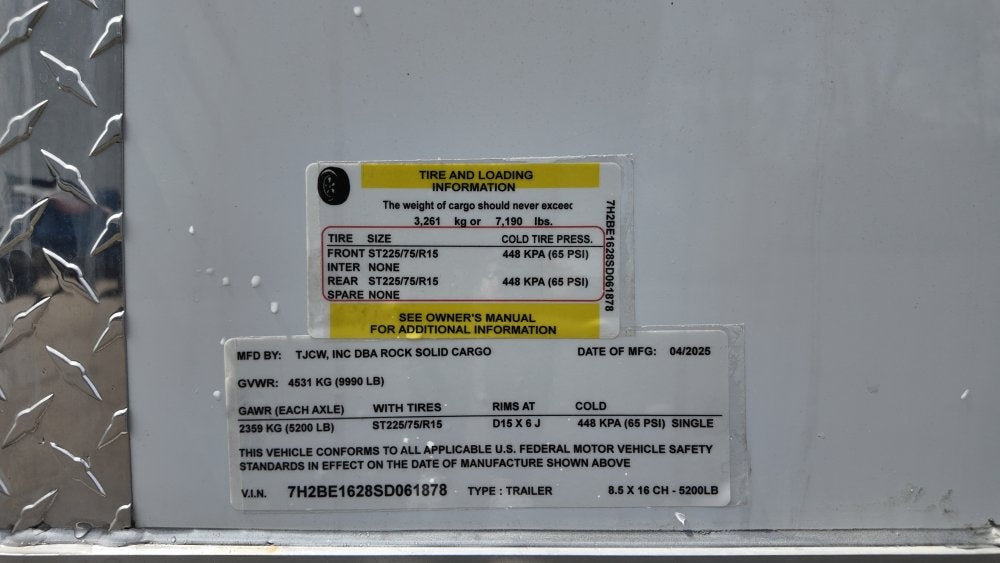 TIRE AND LOADING
INFORMATION
The weight of cargo should never exceed
3,261 kg or 7,190 lbs.
TIRE SIZE COLD TIRE PRESS.
FRONT ST225/75/R15 448 KPA (65 PSI)
INTER NONE
REAR ST225/75/R15 448 KPA (65 PSI)
SPARE NONE
7H2BE1628SD061878
SEE OWNER'S MANUAL
FOR ADDITIONAL INFORMATION
MFD BY: TJCW, INC DBA ROCK SOLID CARGO DATE OF MFG: 04/2025
GVWR: 4531 KG (9990 LB)
GAWR (EACH AXLE) WITH TIRES RIMS AT COLD
2359 KG (5200 LB) ST225/75/R15 D15 X 6 J 448 KPA (65 PSI) SINGLE
THIS VEHICLE CONFORMS TO ALL APPLICABLE U.S. FEDERAL MOTOR VEHICLE SAFETY
STANDARDS IN EFFECT ON THE DATE OF MANUFACTURE SHOWN ABOVE
V.I.N. 7H2BE1628SD061878 TYPE : TRAILER 8.5 X 16 CH - 5200LB